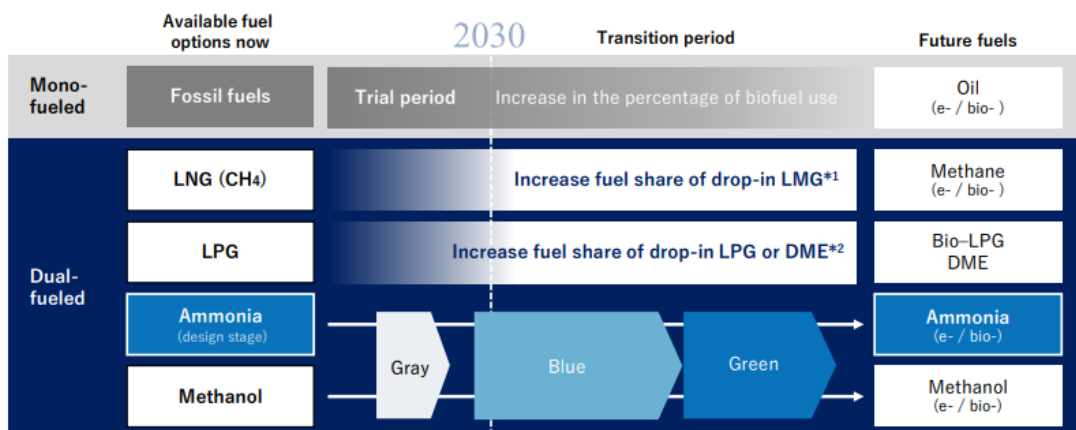 Available fuel
options now
2030
Transition period
Future fuels
Mono-
fueled
Fossil fuels
Trial period
Increase in the percentage of biofuel use
Oil
(e- / bio- )
Dual-
fueled
LNG (CH4)
Increase fuel share of drop-in LMG*1
Methane
(e- / bio- )
LPG
Increase fuel share of drop-in LPG or DME*2
Bio–LPG
DME
Ammonia
(design stage)
Gray
Blue
Green
Ammonia
(e- / bio-)
Methanol
Methanol
(e- / bio-)